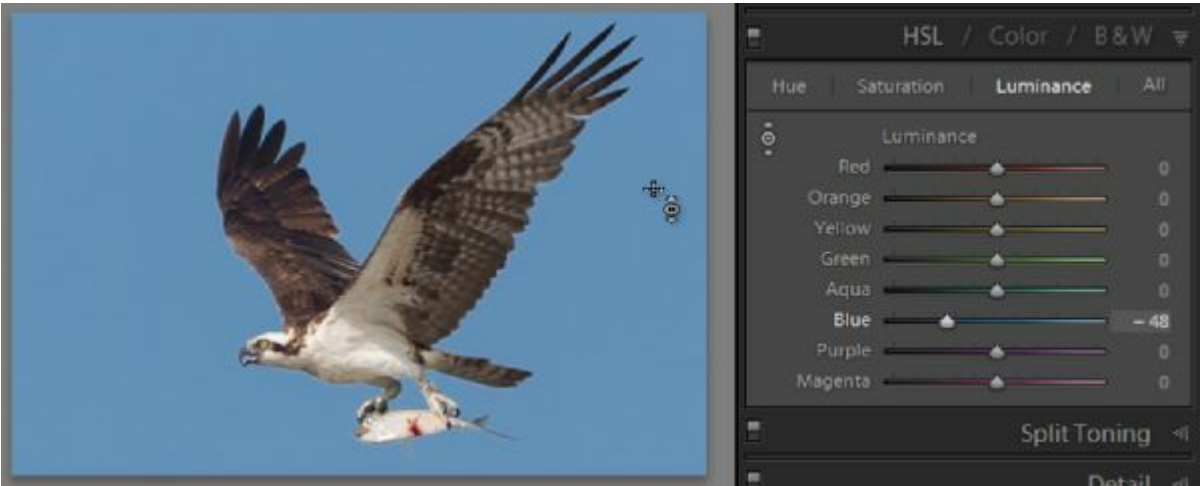 HSL / Color / B & W
Hue Saturation Luminance All
Luminance
Red 0
Orange 0
Yellow 0
Green 0
Aqua 0
Blue - 48
Purple 0
Magenta 0
Split Toning
Detail